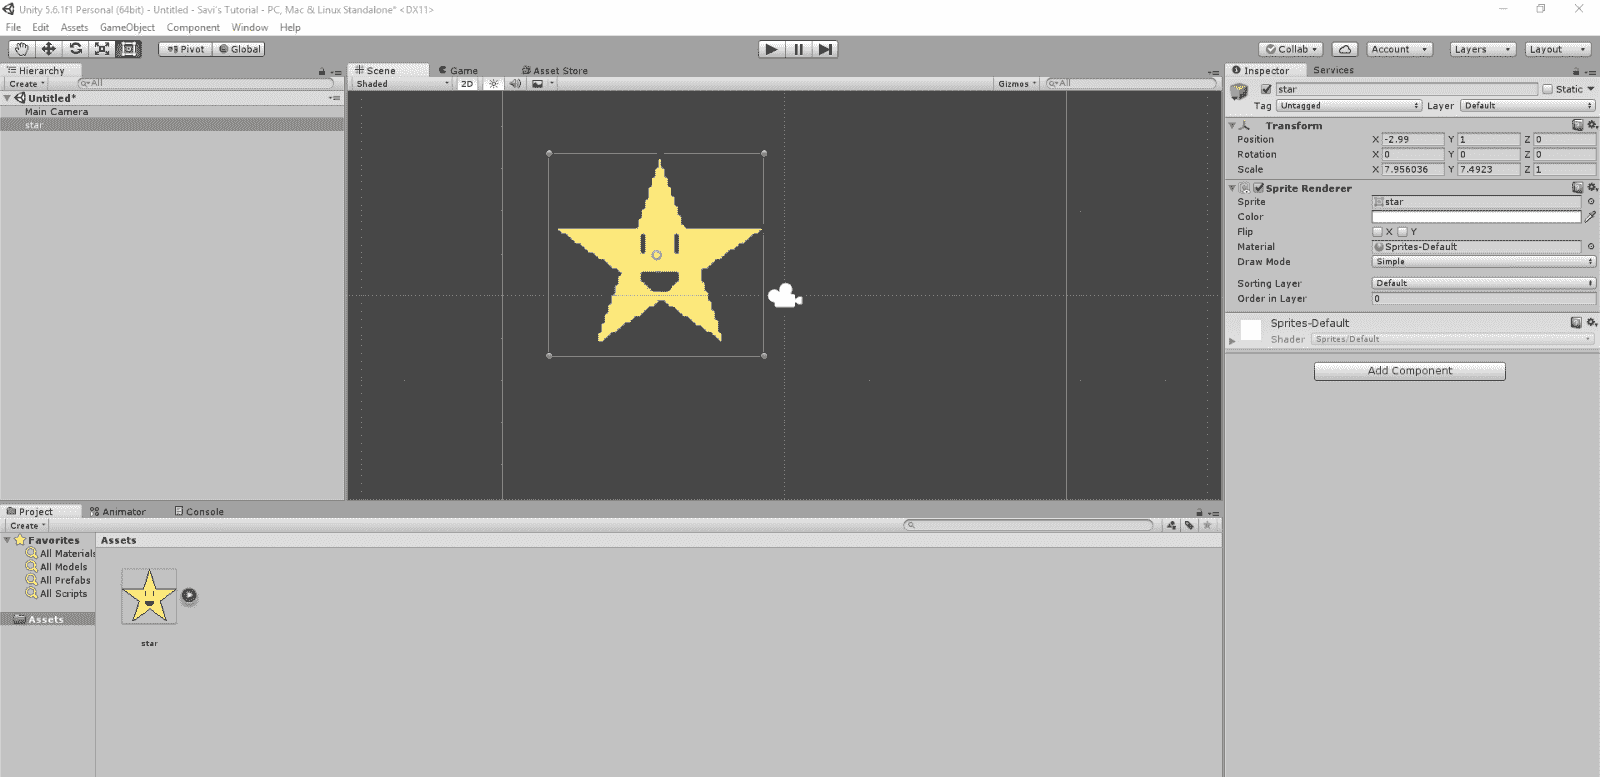 Unity 5.6.1f1 Personal (64bit) - Untitled - Savi's Tutorial - PC, Mac & Linux Standalone* <DX11>
File Edit Assets GameObject Component Window Help
Pivot Global Collab Account Layers Layout
Hierarchy
Create All
Untitled*
Main Camera
star
Scene Game Asset Store
Shaded 2D Gizmos All
Inspector Services
star Static
Tag Untagged Layer Default
Transform
Position X -2.99 Y 1 Z 0
Rotation X 0 Y 0 Z 0
Scale X 7.956036 Y 7.4923 Z 1
Sprite Renderer
Sprite star
Color
Flip X Y
Material Sprites-Default
Draw Mode Simple
Sorting Layer Default
Order in Layer 0
Sprites-Default
Shader Sprites/Default
Add Component
Project Animator Console
Create
Favorites
All Materials
All Models
All Prefabs
All Scripts
Assets
Assets
star